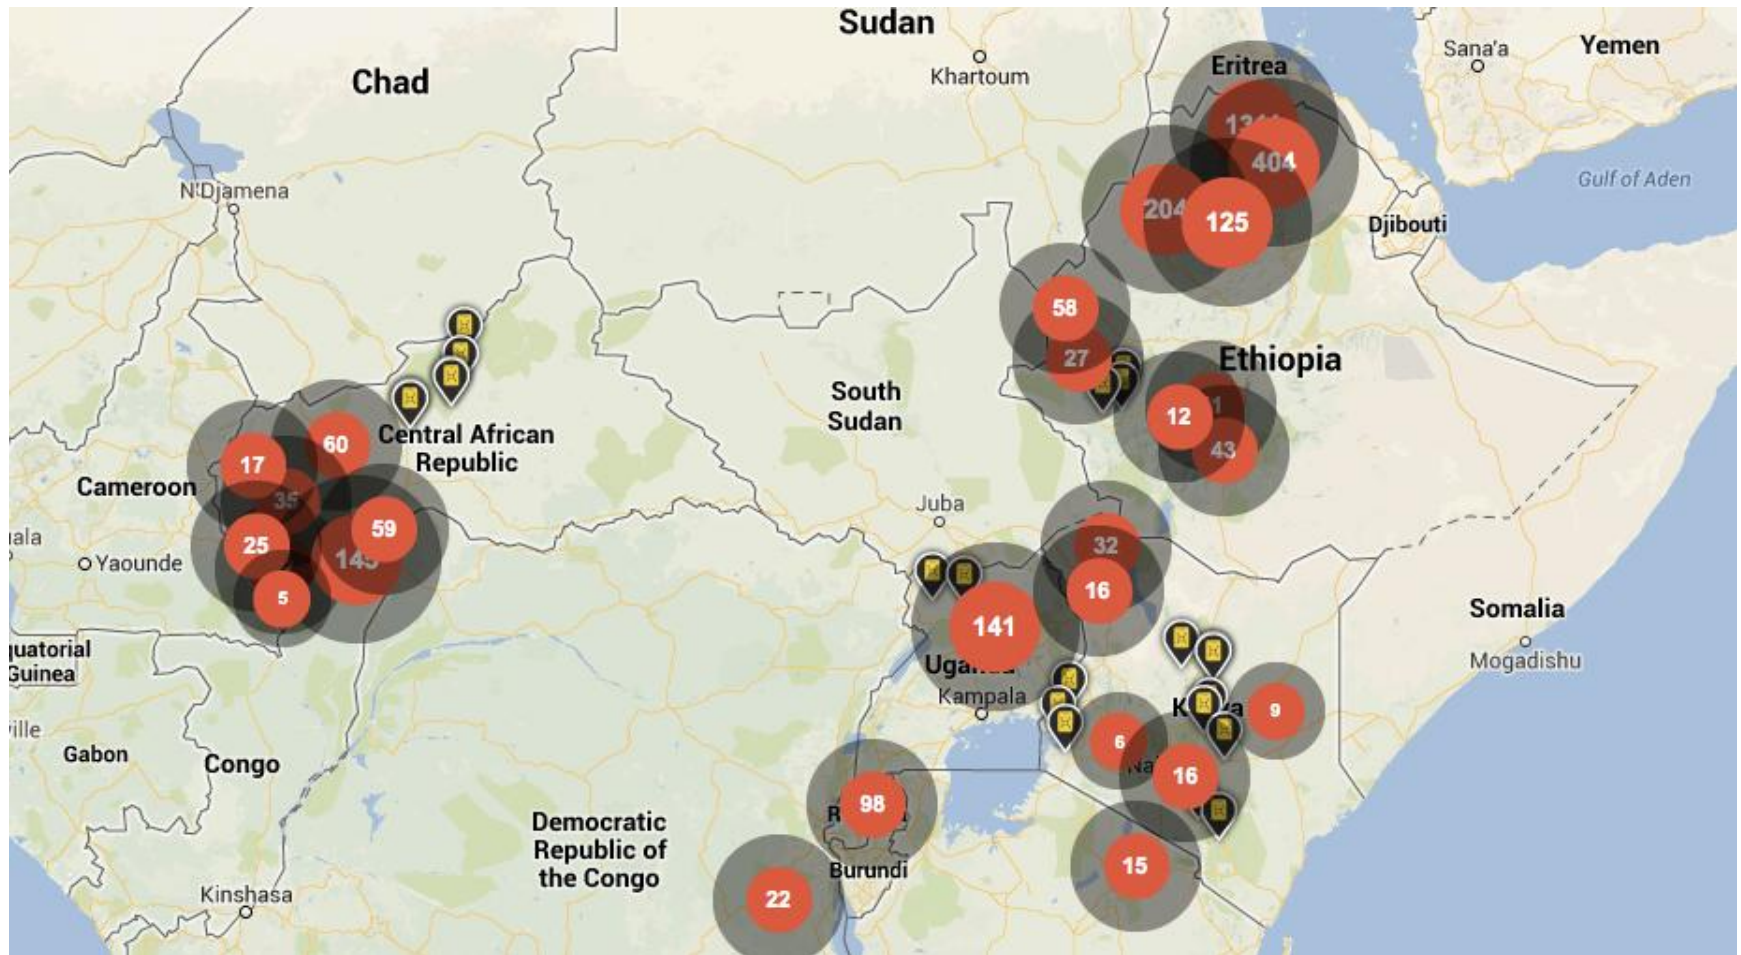 Sudan
Sana'a
Yemen
Khartoum
Eritrea
Chad
404
N'Djamena
Gulf of Aden
204
125
Djibouti
58
27
Ethiopia
South
Sudan
12
43
60
Central African
Republic
17
35
Cameroon
59
25
Yaounde
5
Juba
32
16
141
Somalia
Mogadishu
Kampala
9
6
16
Gabon
Congo
98
15
Democratic
Republic of
the Congo
Burundi
22
Kinshasa